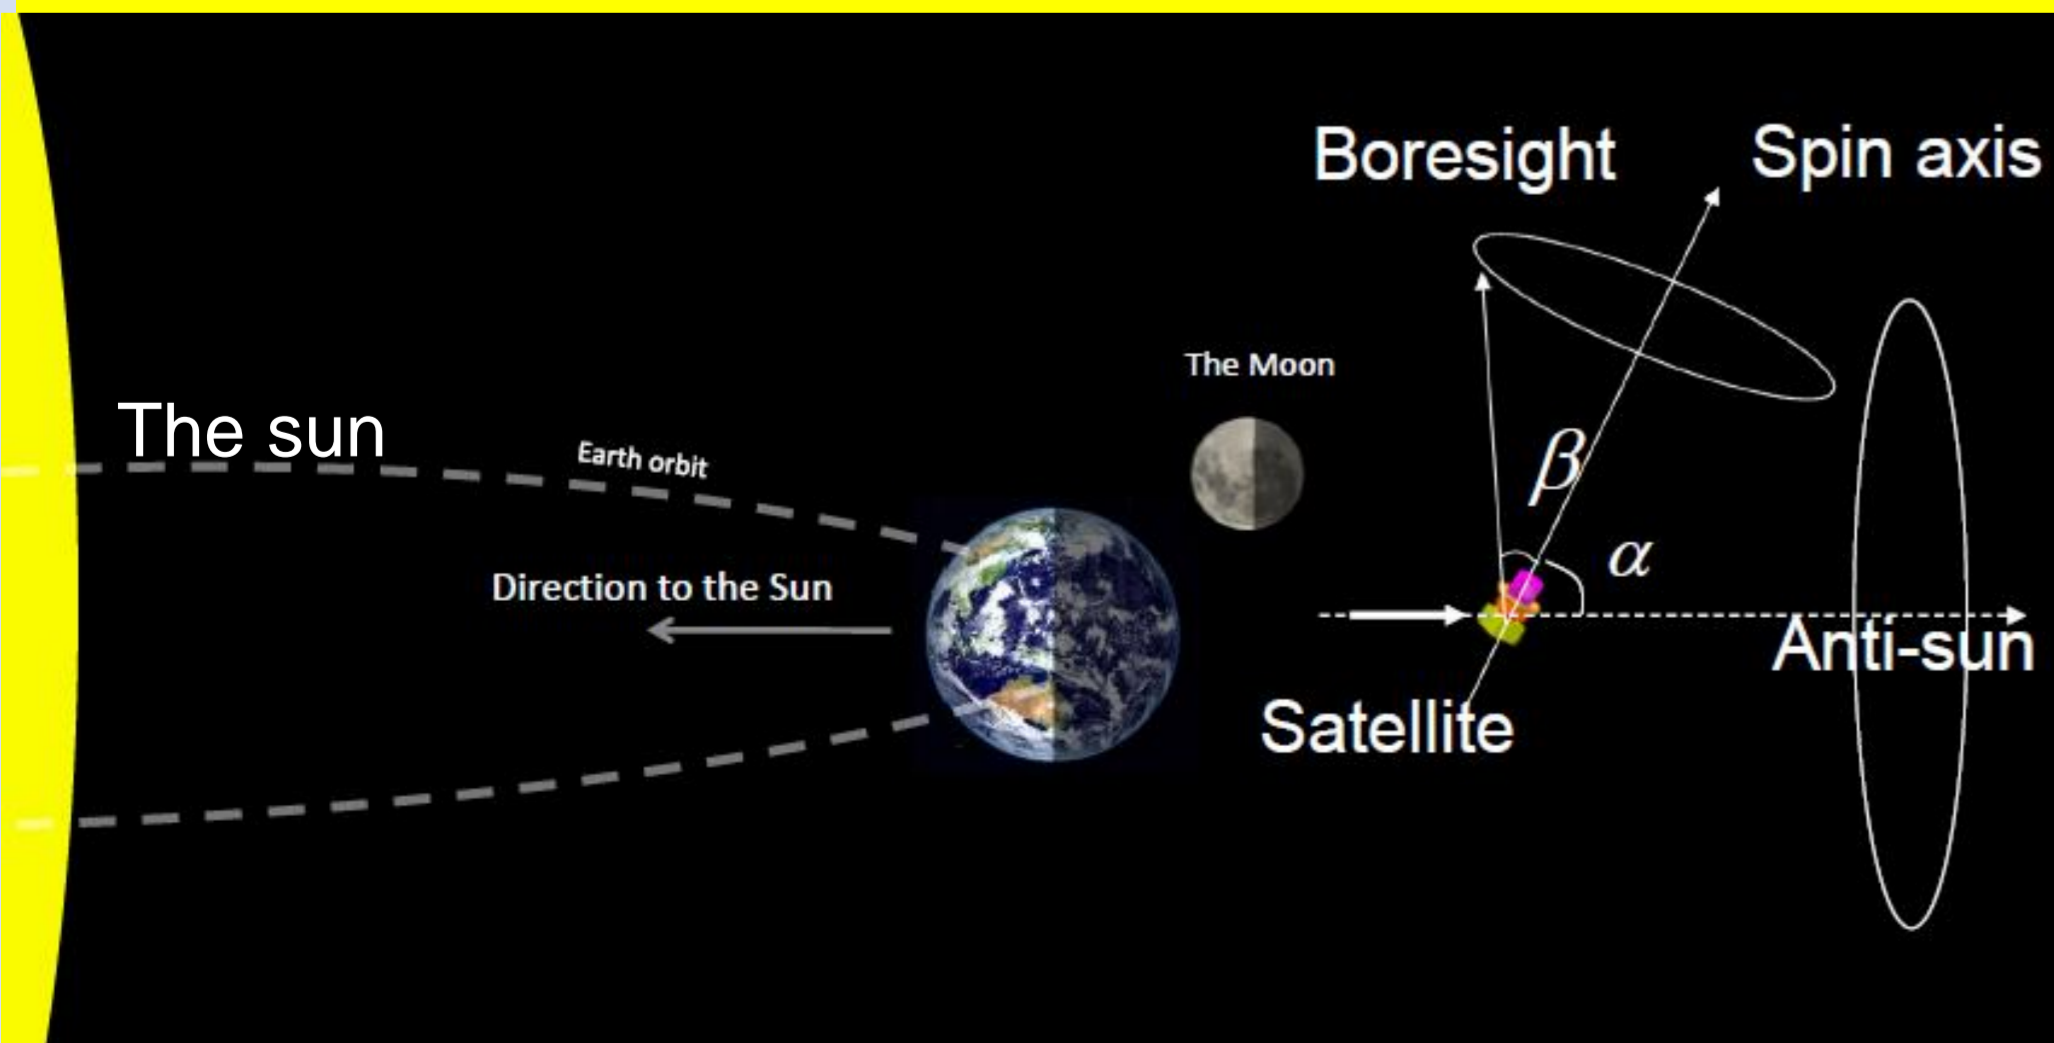 Boresight
Spin axis
The Moon
The sun
Earth orbit
β
α
Direction to the Sun
Anti-sun
Satellite